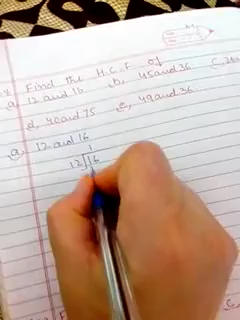 Find the H.C.F of
a, 12 and 16 b, 45 and 36
d, 40 and 75 e, 49 and 36
a, 12 and 16
1
12)16